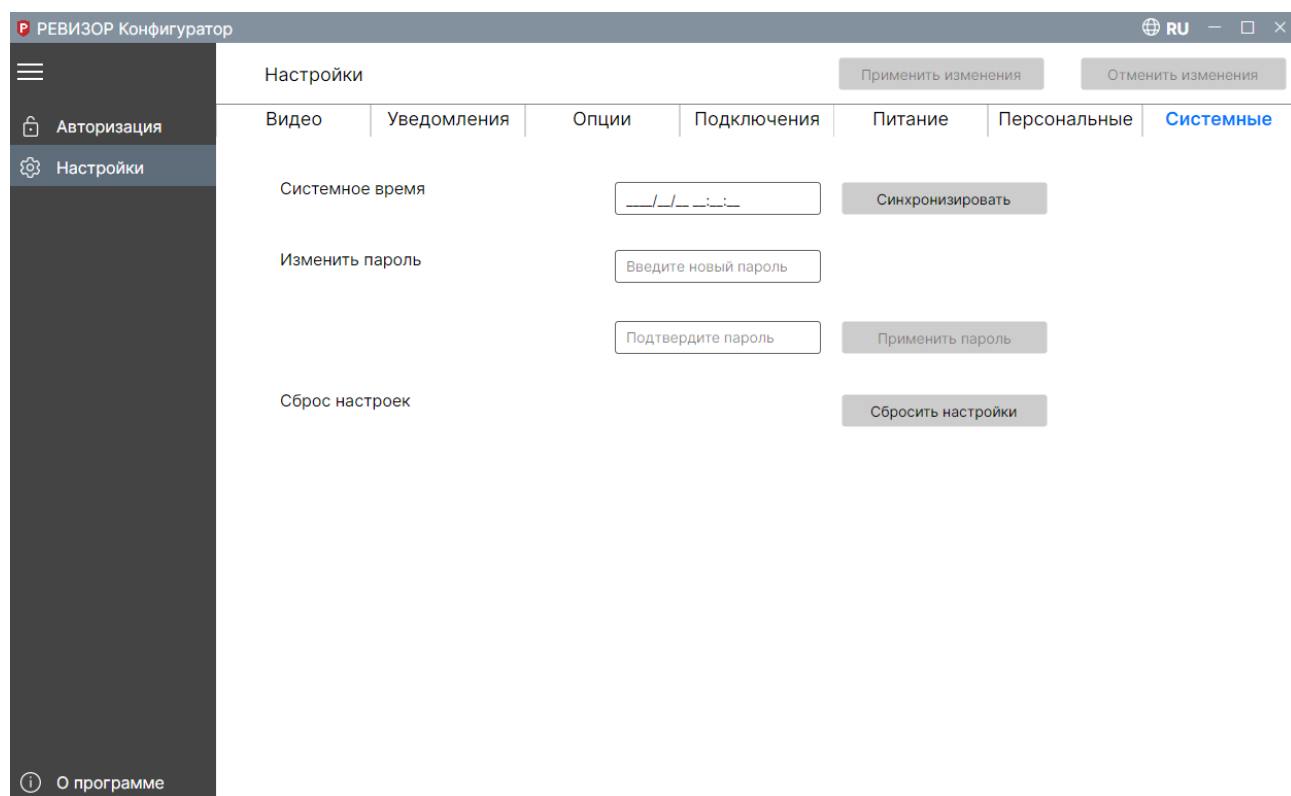 РЕВИЗОР Конфигуратор
RU
Настройки
Применить изменения
Отменить изменения
Авторизация
Настройки
Видео
Уведомления
Опции
Подключения
Питание
Персональные
Системные
Системное время
____/__/__ __:__:__
Синхронизировать
Изменить пароль
Введите новый пароль
Подтвердите пароль
Применить пароль
Сброс настроек
Сбросить настройки
О программе